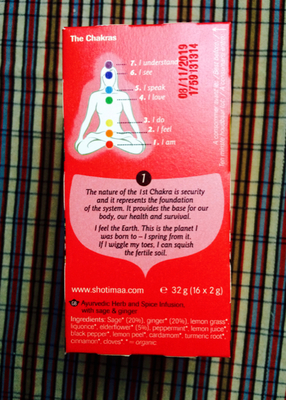 The Chakras
08/11/2019
1759131314
7. I understand
6. I see
5. I speak
4. I love
3. I do
2. I feel
1. I am
1
The nature of the 1st Chakra is security
and it represents the foundation
of the system. It provides the base for our
body, our health and survival.
I feel the Earth. This is the planet I
was born to – I spring from it.
If I wiggle my toes, I can squish
the fertile soil.
www.shotimaa.com
e 32 g (16 x 2 g)
GB Ayurvedic Herb and Spice Infusion,
with sage & ginger
Ingredients: Sage* (20%), ginger* (20%), lemon grass*,
liquorice*, elderflower* (5%), peppermint*, lemon juice*,
black pepper*, lemon peel*, cardamom*, turmeric root*,
cinnamon*, cloves*. * = organic